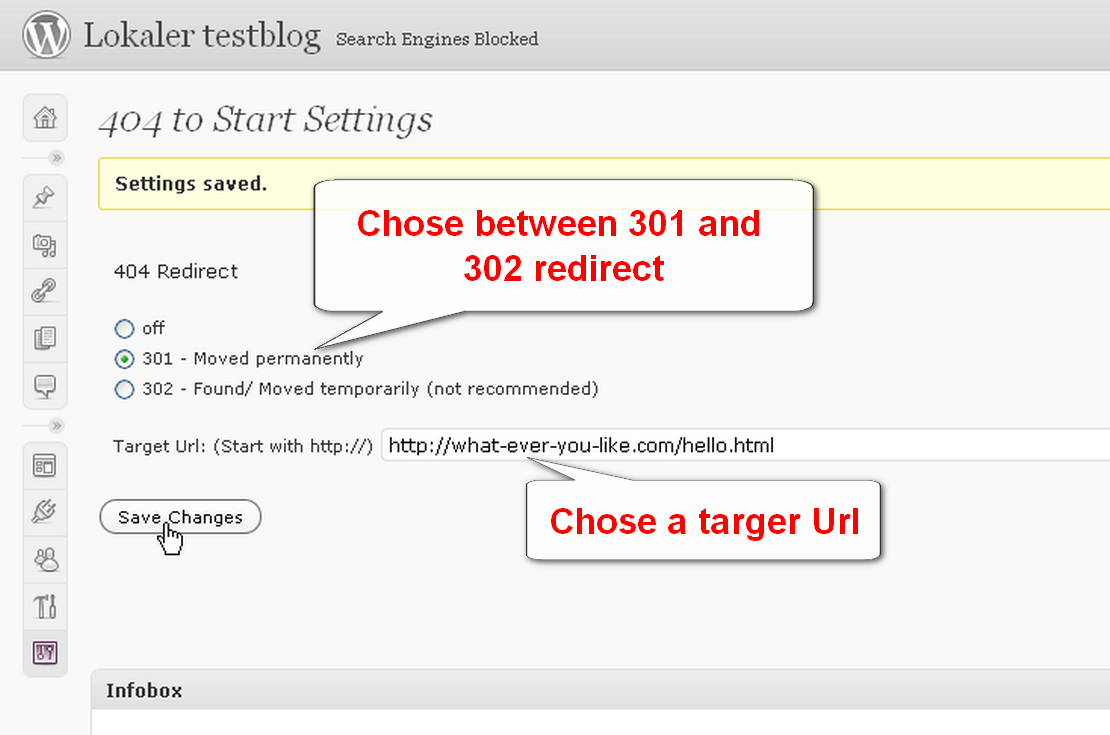 Lokaler testblog Search Engines Blocked
404 to Start Settings
Settings saved.
Chose between 301 and
302 redirect
404 Redirect
off
301 - Moved permanently
302 - Found/ Moved temporarily (not recommended)
Target Url: (Start with http://) http://what-ever-you-like.com/hello.html
Save Changes
Chose a targer Url
Infobox